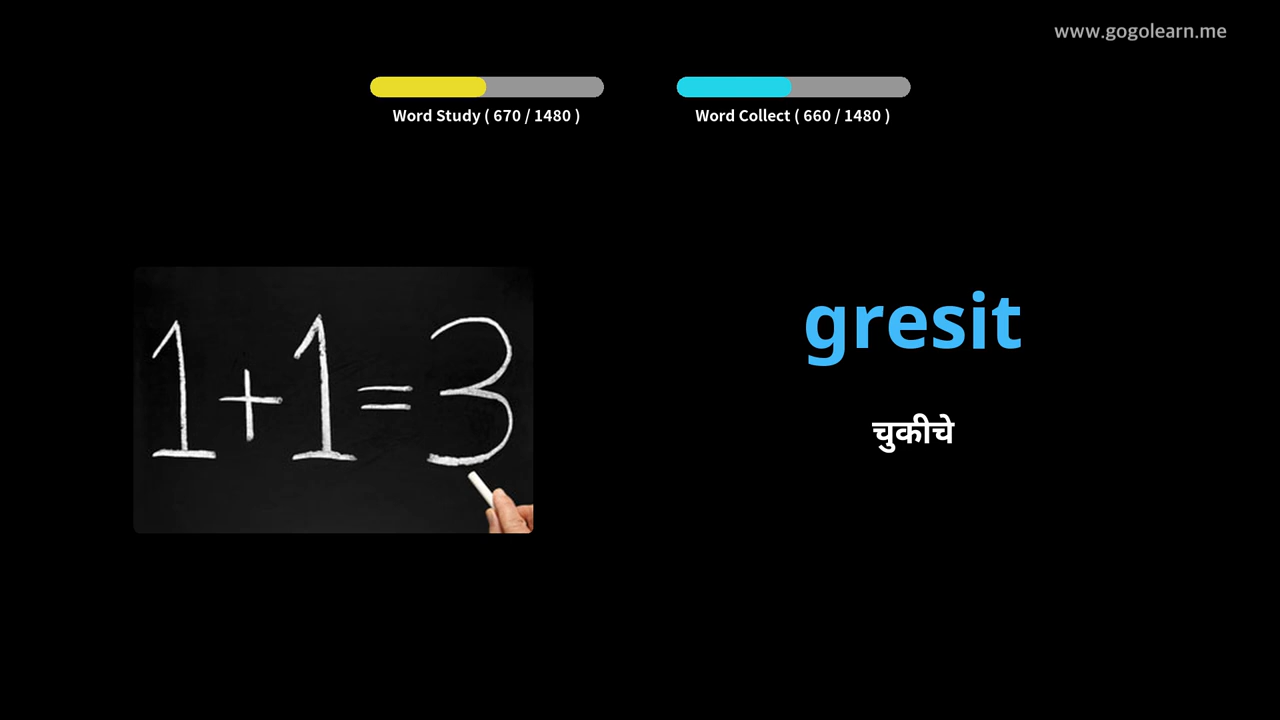 www.gogolearn.me
Word Study ( 670 / 1480 )
Word Collect ( 660 / 1480 )
1+1=3
gresit
चुकीचे